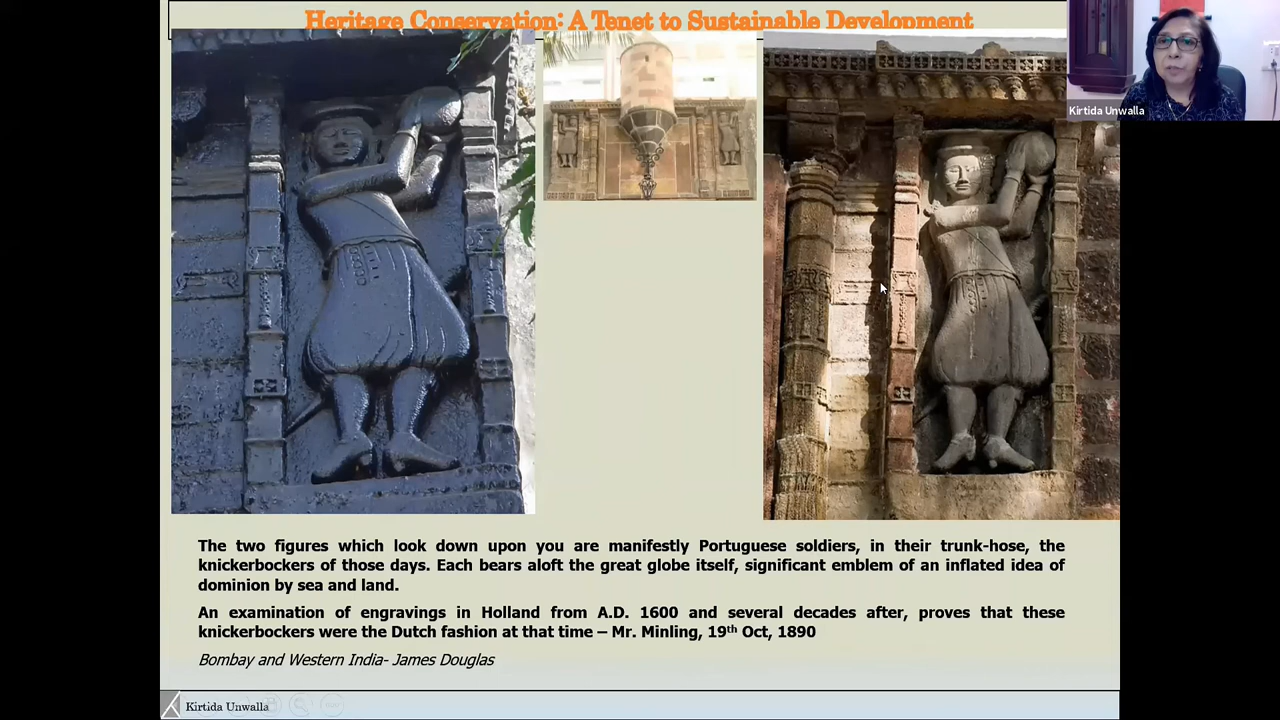 Heritage Conservation: A Tenet to Sustainable Development
Kirtida Unwalla
The two figures which look down upon you are manifestly Portuguese soldiers, in their trunk-hose, the
knickerbockers of those days. Each bears aloft the great globe itself, significant emblem of an inflated idea of
dominion by sea and land.
An examination of engravings in Holland from A.D. 1600 and several decades after, proves that these
knickerbockers were the Dutch fashion at that time – Mr. Minling, 19th Oct, 1890
Bombay and Western India- James Douglas
Kirtida Unwalla